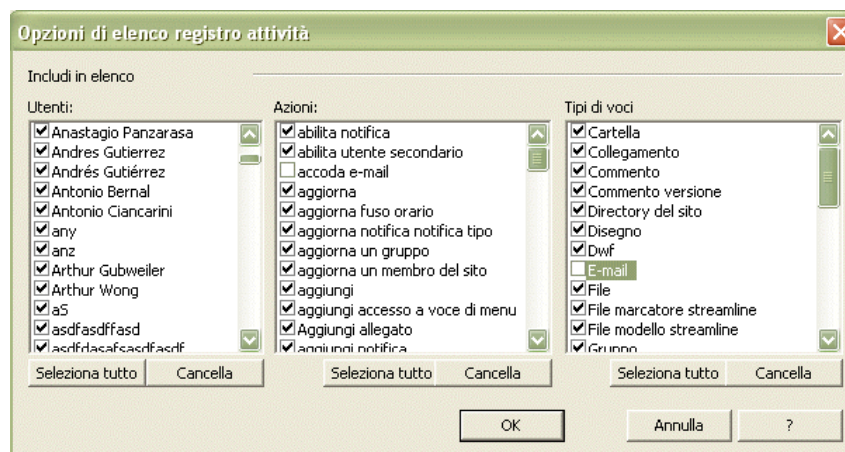 Opzioni di elenco registro attività
Includi in elenco
Utenti:
Anastagio Panzarasa
Andres Gutierrez
Andrés Gutiérrez
Antonio Bernal
Antonio Ciancarini
any
anz
Arthur Gubweiler
Arthur Wong
aS
asdfasdffasd
asdfdasafsasdfasdf
Seleziona tutto Cancella
Azioni:
abilita notifica
abilita utente secondario
accoda e-mail
aggiorna
aggiorna fuso orario
aggiorna notifica notifica tipo
aggiorna un gruppo
aggiorna un membro del sito
aggiungi
aggiungi accesso a voce di menu
Aggiungi allegato
aggiungi notifica
Seleziona tutto Cancella
Tipi di voci
Cartella
Collegamento
Commento
Commento versione
Directory del sito
Disegno
Dwf
E-mail
File
File marcatore streamline
File modello streamline
Gruppo
Seleziona tutto Cancella
OK Annulla ?